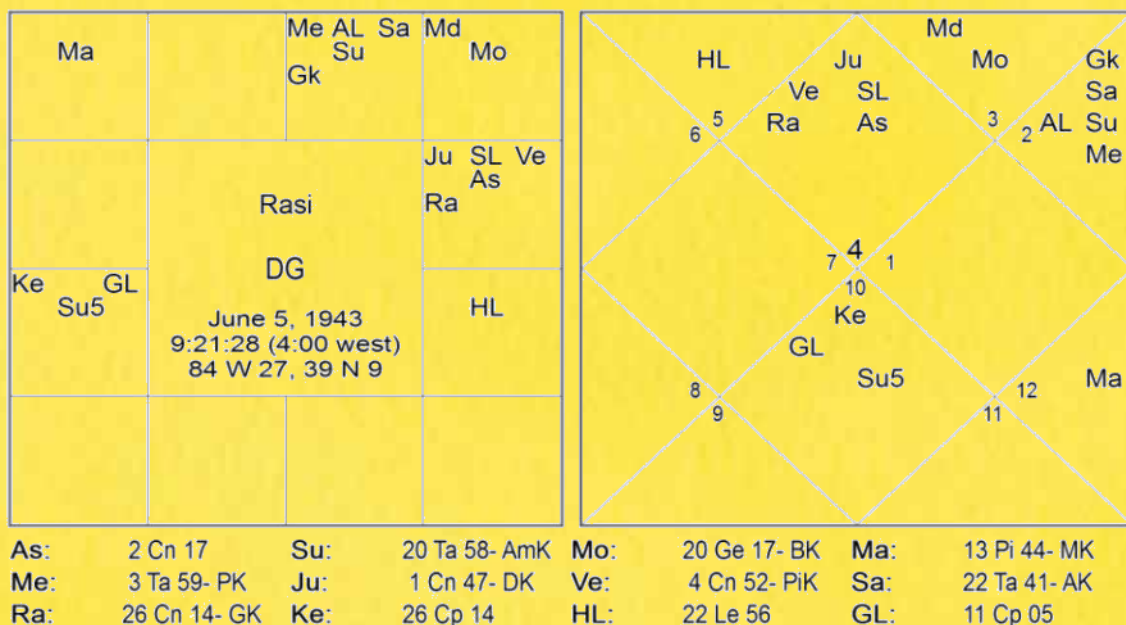 Ma
Me AL Sa
Su
Gk
Md
Mo
Ju SL Ve
As
Ra
Rasi
DG
June 5, 1943
9:21:28 (4:00 west)
84 W 27, 39 N 9
Ke GL
Su5
HL
Md
HL Ju Mo Gk
Ve SL Sa
Ra As AL Su
Me
5 3
6 2
4
7 1
10
Ke
GL
Su5 Ma
8 12
9 11
As: 2 Cn 17 Su: 20 Ta 58- AmK Mo: 20 Ge 17- BK Ma: 13 Pi 44- MK
Me: 3 Ta 59- PK Ju: 1 Cn 47- DK Ve: 4 Cn 52- PiK Sa: 22 Ta 41- AK
Ra: 26 Cn 14- GK Ke: 26 Cp 14 HL: 22 Le 56 GL: 11 Cp 05